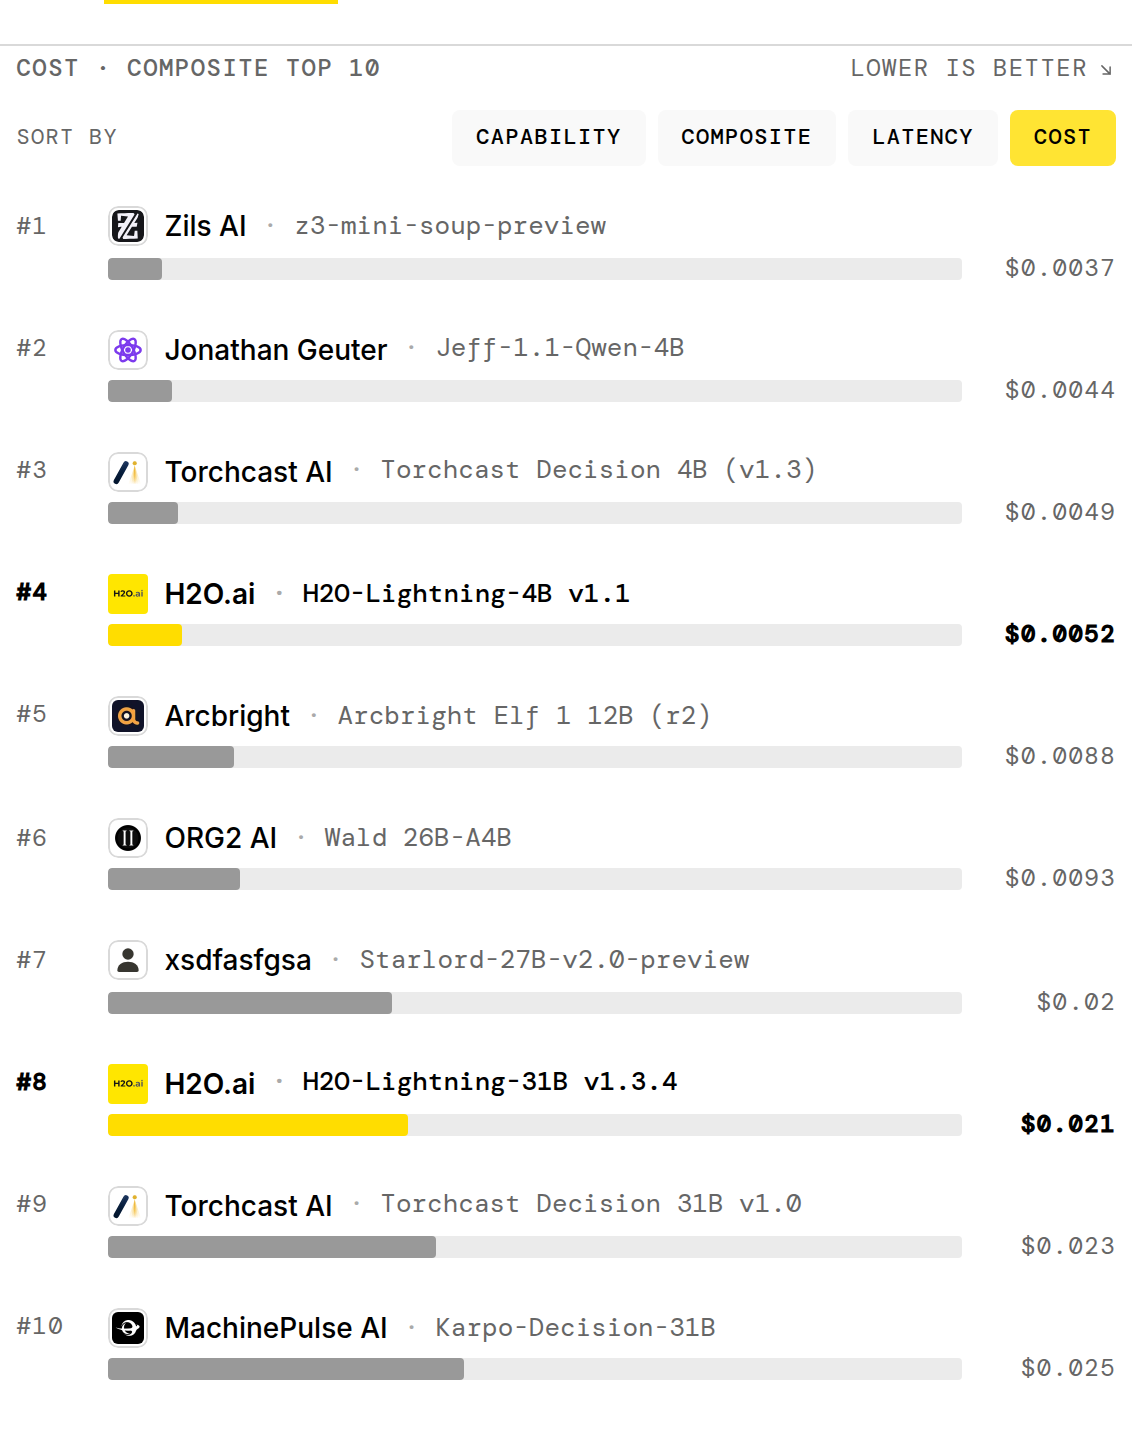 COST · COMPOSITE TOP 10
LOWER IS BETTER ↘
SORT BY
CAPABILITY
COMPOSITE
LATENCY
COST
#1 Zils AI · z3-mini-soup-preview
$0.0037
#2 Jonathan Geuter · Jeff-1.1-Qwen-4B
$0.0044
#3 Torchcast AI · Torchcast Decision 4B (v1.3)
$0.0049
#4 H2O.ai H2O.ai · H2O-Lightning-4B v1.1
$0.0052
#5 Arcbright · Arcbright Elf 1 12B (r2)
$0.0088
#6 ORG2 AI · Wald 26B-A4B
$0.0093
#7 xsdfasfgsa · Starlord-27B-v2.0-preview
$0.02
#8 H2O.ai H2O.ai · H2O-Lightning-31B v1.3.4
$0.021
#9 Torchcast AI · Torchcast Decision 31B v1.0
$0.023
#10 MachinePulse AI · Karpo-Decision-31B
$0.025